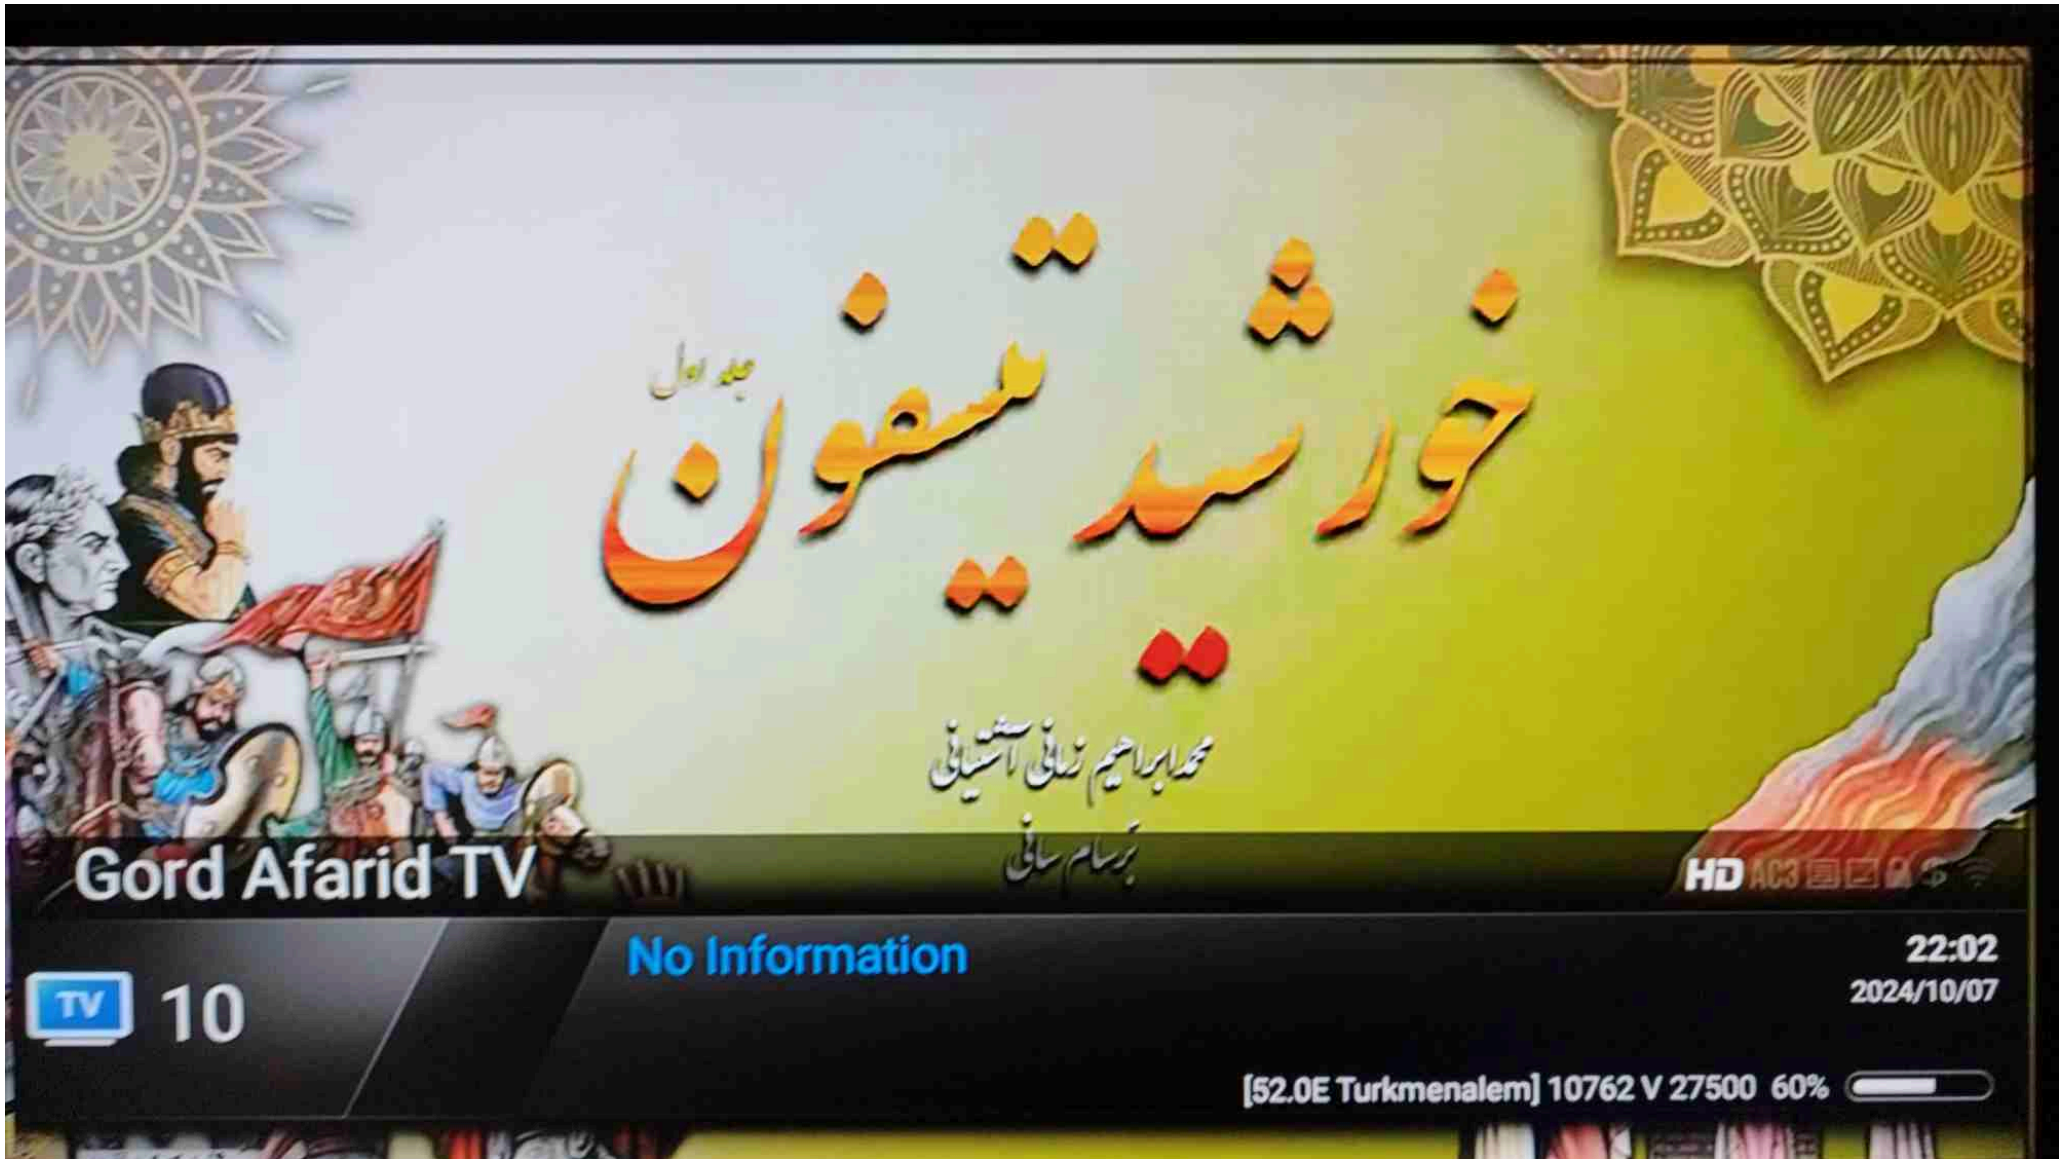 خورشید تیسفون
جلد اول
محمدابراهیم زمانی آشتیانی
برسام سانی
Gord Afarid TV
HD AC3
No Information
22:02
TV 10
2024/10/07
[52.0E Turkmenalem] 10762 V 27500 60%